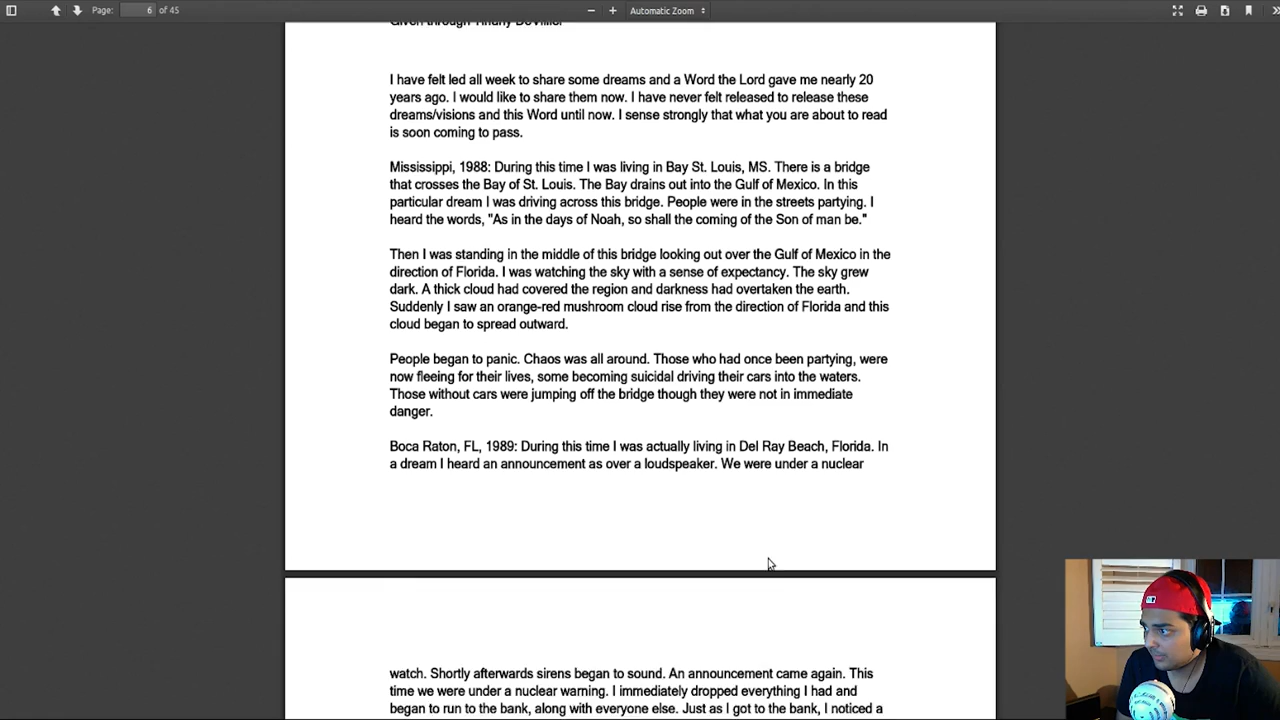 Page:
6
of 45
Automatic Zoom
Given through Tiffany
I have felt led all week to share some dreams and a Word the Lord gave me nearly 20
years ago. I would like to share them now. I have never felt released to release these
dreams/visions and this Word until now. I sense strongly that what you are about to read
is soon coming to pass.
Mississippi, 1988: During this time I was living in Bay St. Louis, MS. There is a bridge
that crosses the Bay of St. Louis. The Bay drains out into the Gulf of Mexico. In this
particular dream I was driving across this bridge. People were in the streets partying. I
heard the words, "As in the days of Noah, so shall the coming of the Son of man be."
Then I was standing in the middle of this bridge looking out over the Gulf of Mexico in the
direction of Florida. I was watching the sky with a sense of expectancy. The sky grew
dark. A thick cloud had covered the region and darkness had overtaken the earth.
Suddenly I saw an orange-red mushroom cloud rise from the direction of Florida and this
cloud began to spread outward.
People began to panic. Chaos was all around. Those who had once been partying, were
now fleeing for their lives, some becoming suicidal driving their cars into the waters.
Those without cars were jumping off the bridge though they were not in immediate
danger.
Boca Raton, FL, 1989: During this time I was actually living in Del Ray Beach, Florida. In
a dream I heard an announcement as over a loudspeaker. We were under a nuclear
watch. Shortly afterwards sirens began to sound. An announcement came again. This
time we were under a nuclear warning. I immediately dropped everything I had and
began to run to the bank, along with everyone else. Just as I got to the bank, I noticed a